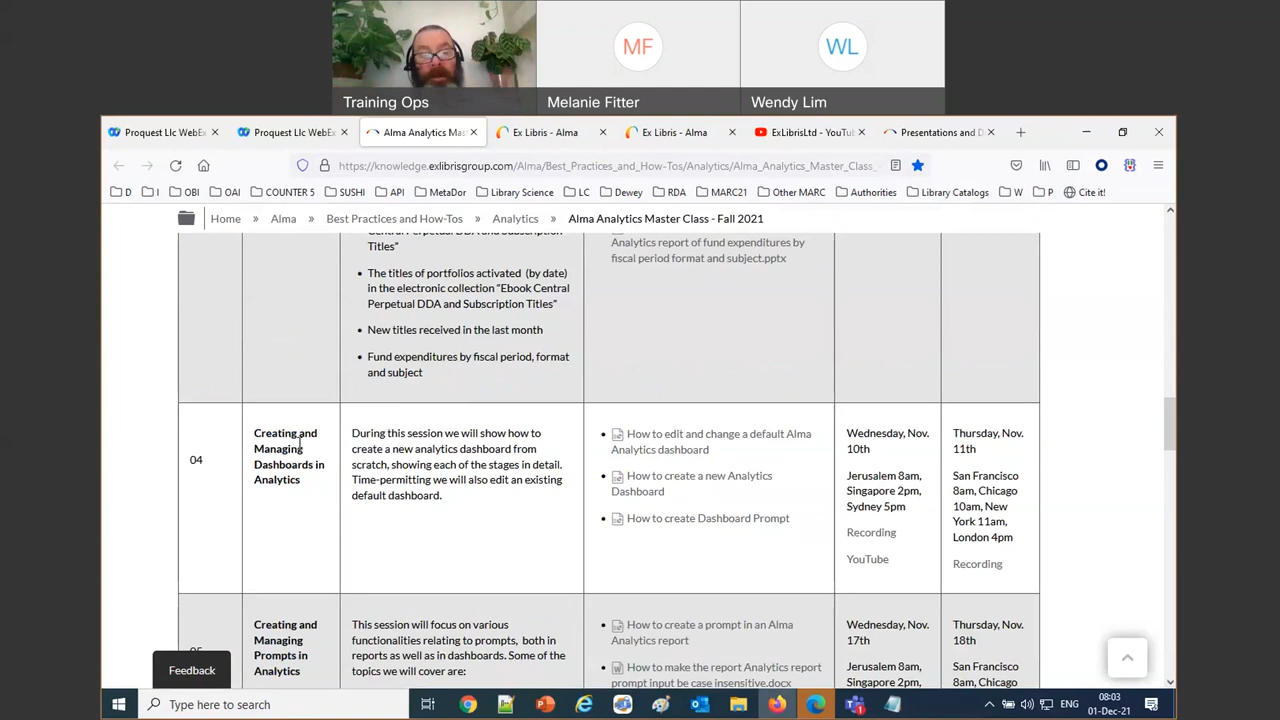 MF
WL
Training Ops
Melanie Fitter
Wendy Lim
Proquest Llc WebEx
Proquest Llc WebEx
Alma Analytics Mas
Ex Libris - Alma
Ex Libris - Alma
ExLibrisLtd - YouTu
Presentations and D
https://knowledge.exlibrisgroup.com/Alma/Best_Practices_and_How-Tos/Analytics/Alma_Analytics_Master_Class_
D
I
OBI
OAI
COUNTER 5
SUSHI
API
MetaDor
Library Science
LC
Dewey
RDA
MARC21
Other MARC
Authorities
Library Catalogs
W
P
Cite it!
Home » Alma » Best Practices and How-Tos » Analytics » Alma Analytics Master Class - Fall 2021
Central Perpetual DDA and Subscription
Titles”
• The titles of portfolios activated (by date)
in the electronic collection “Ebook Central
Perpetual DDA and Subscription Titles”
• New titles received in the last month
• Fund expenditures by fiscal period, format
and subject
Analytics report of fund expenditures by
fiscal period format and subject.pptx
04
Creating and
Managing
Dashboards in
Analytics
During this session we will show how to
create a new analytics dashboard from
scratch, showing each of the stages in detail.
Time-permitting we will also edit an existing
default dashboard.
• How to edit and change a default Alma
Analytics dashboard
• How to create a new Analytics
Dashboard
• How to create Dashboard Prompt
Wednesday, Nov.
10th
Jerusalem 8am,
Singapore 2pm,
Sydney 5pm
Recording
YouTube
Thursday, Nov.
11th
San Francisco
8am, Chicago
10am, New
York 11am,
London 4pm
Recording
Creating and
Managing
Prompts in
Analytics
This session will focus on various
functionalities relating to prompts, both in
reports as well as in dashboards. Some of the
topics we will cover are:
• How to create a prompt in an Alma
Analytics report
• How to make the report Analytics report
prompt input be case insensitive.docx
Wednesday, Nov.
17th
Jerusalem 8am,
Singapore 2pm,
Thursday, Nov.
18th
San Francisco
8am, Chicago
Feedback
Type here to search
ENG
08:03
01-Dec-21